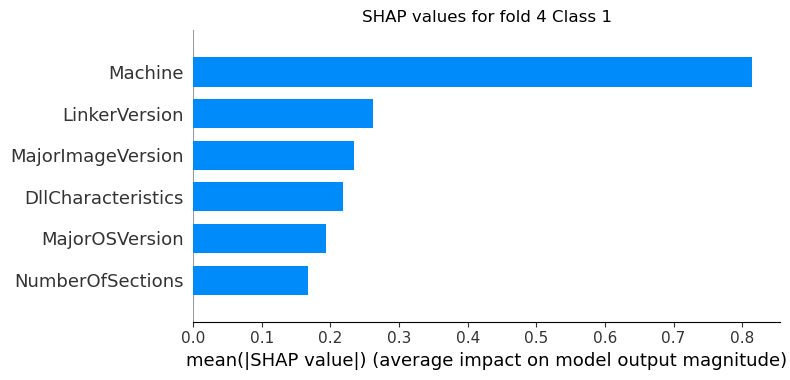 SHAP values for fold 4 Class 1
Machine
LinkerVersion
MajorImageVersion
DllCharacteristics
MajorOSVersion
NumberOfSections
0.0 0.1 0.2 0.3 0.4 0.5 0.6 0.7 0.8
mean(|SHAP value|) (average impact on model output magnitude)